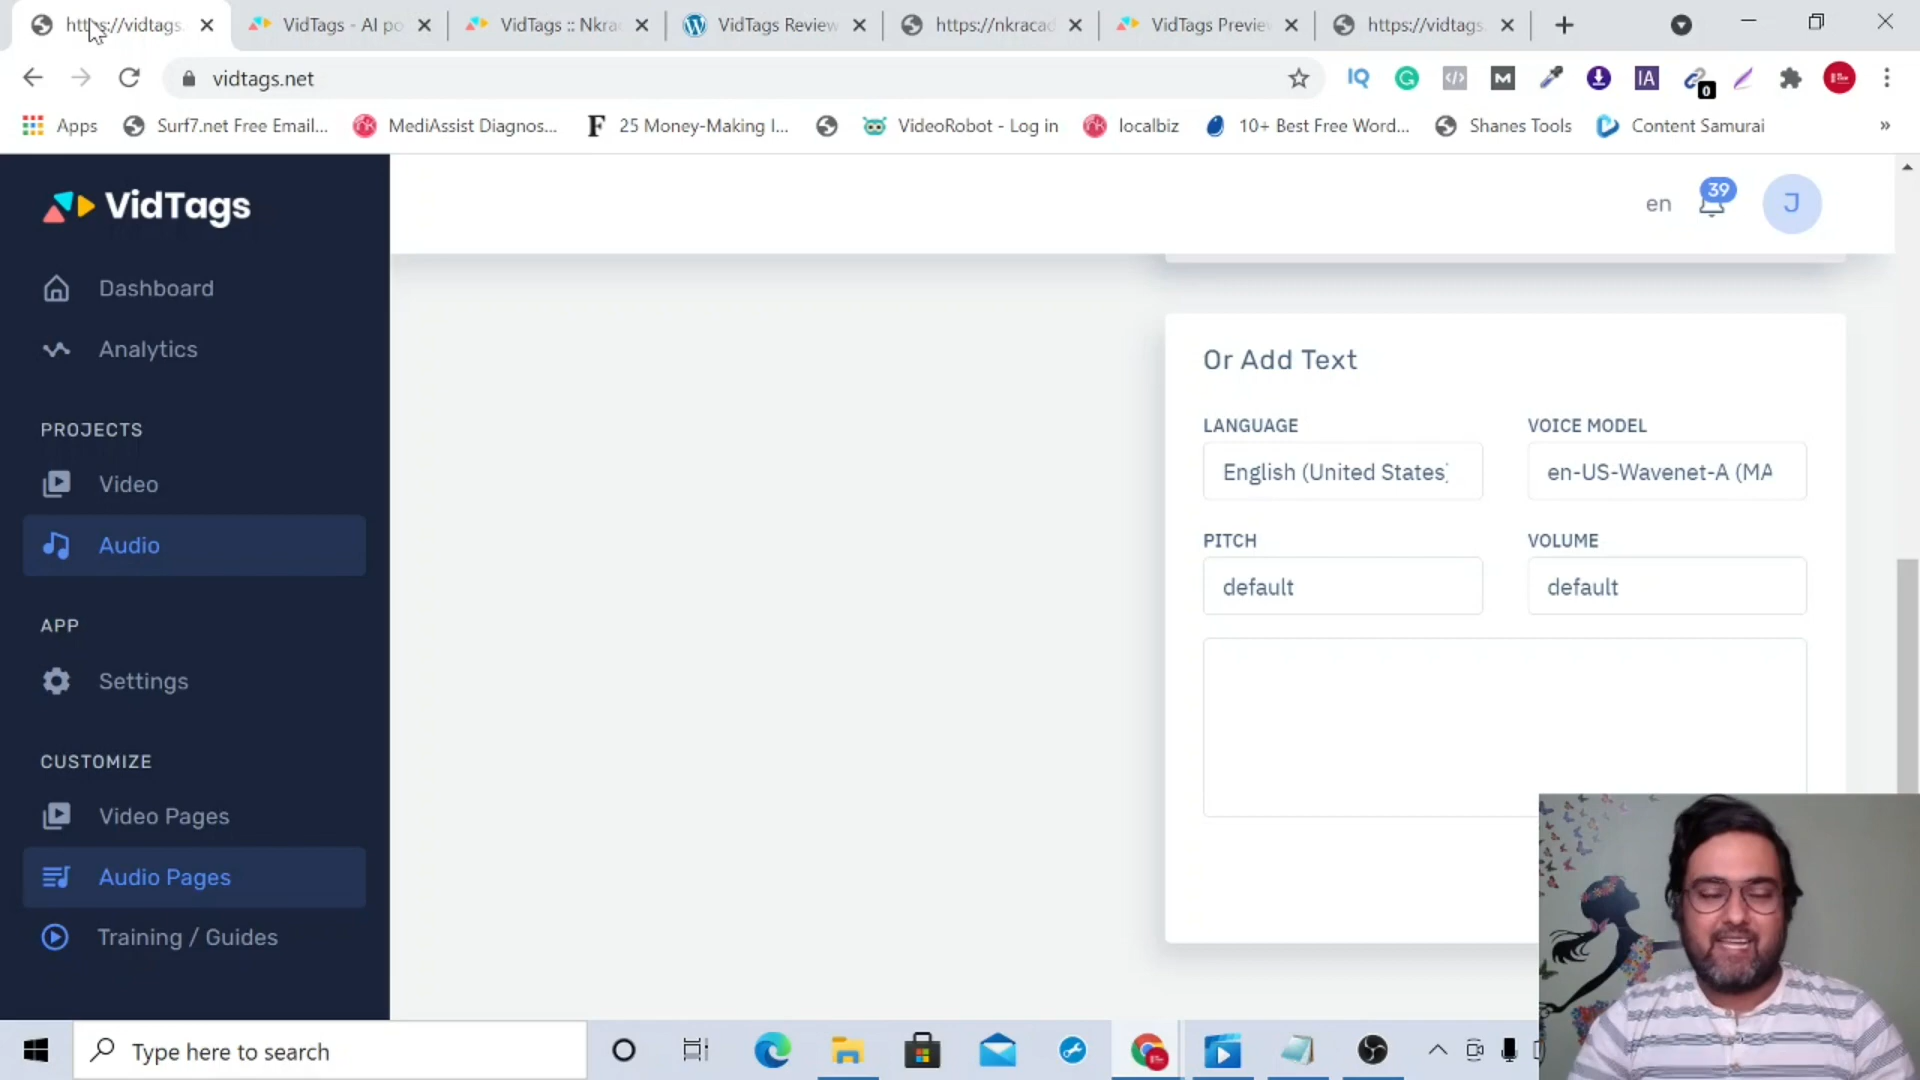 https://vidtags.
VidTags - AI po
VidTags :: Nkra
VidTags Review
https://nkracad
VidTags Preview
https://vidtags.
vidtags.net
IQ
G
</>
M
IA
0
Apps
Surf7.net Free Email...
MediAssist Diagnos...
F
25 Money-Making I...
VideoRobot - Log in
localbiz
10+ Best Free Word...
Shanes Tools
Content Samurai
»
VidTags
en
39
J
Dashboard
Analytics
PROJECTS
Video
Audio
APP
Settings
CUSTOMIZE
Video Pages
Audio Pages
Training / Guides
Or Add Text
LANGUAGE
VOICE MODEL
English (United States)
en-US-Wavenet-A (MA
PITCH
VOLUME
default
default
Type here to search